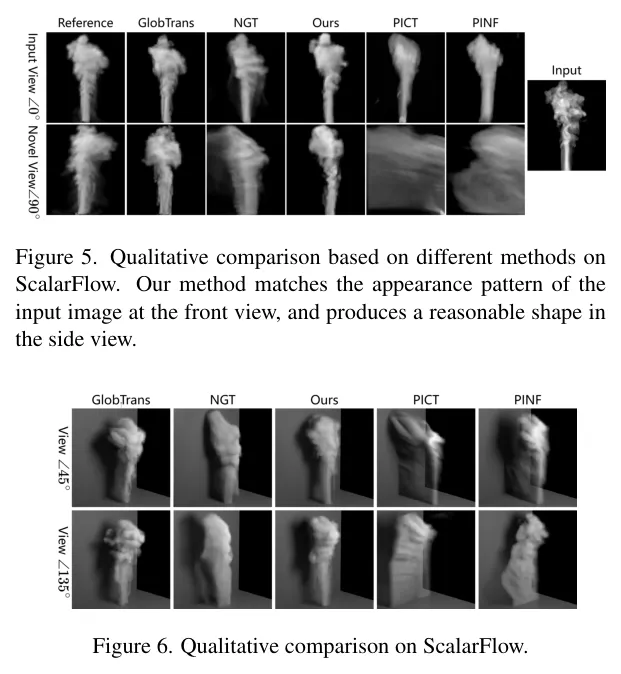 Reference GlobTrans NGT Ours PICT PINF
Input
Input View ∠0°
Novel View∠90°
Figure 5. Qualitative comparison based on different methods on
ScalarFlow. Our method matches the appearance pattern of the
input image at the front view, and produces a reasonable shape in
the side view.
GlobTrans NGT Ours PICT PINF
View ∠45°
View ∠135°
Figure 6. Qualitative comparison on ScalarFlow.